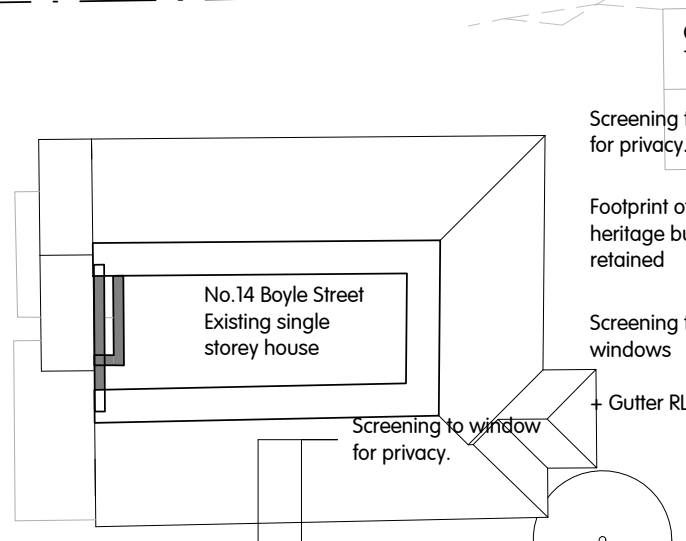 Screening
for privacy.
Footprint
heritage
retained
No.14 Boyle Street
Existing single
storey house
Screening
windows
+ Gutter RL
Screening to window
for privacy.